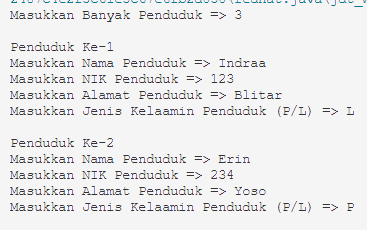 Masukkan Banyak Penduduk => 3
Penduduk Ke-1
Masukkan Nama Penduduk => Indraa
Masukkan NIK Penduduk => 123
Masukkan Alamat Penduduk => Blitar
Masukkan Jenis Kelaamin Penduduk (P/L) => L
Penduduk Ke-2
Masukkan Nama Penduduk => Erin
Masukkan NIK Penduduk => 234
Masukkan Alamat Penduduk => Yoso
Masukkan Jenis Kelaamin Penduduk (P/L) => P